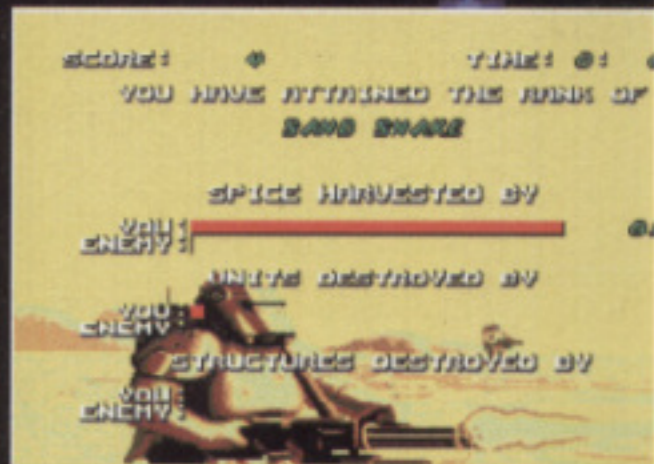 SCORE: TIME: 0:
YOU HAVE ATTAINED THE RANK OF
SAND SNAKE
SPICE HARVESTED BY
YOU:
ENEMY:
UNITS DESTROYED BY
YOU:
ENEMY:
STRUCTURES DESTROYED BY
YOU:
ENEMY: